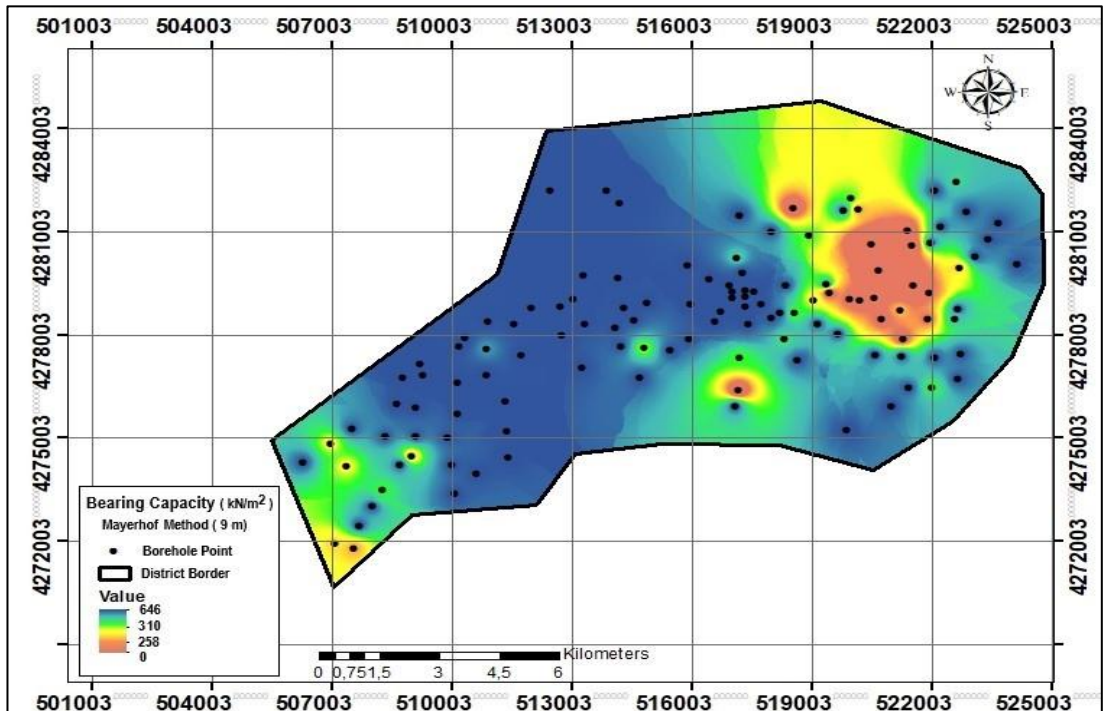 501003 504003 507003 510003 513003 516003 519003 522003 525003
N
W E
S
4284003 4284003
4281003 4281003
4278003 4278003
4275003 4275003
4272003 4272003
Bearing Capacity ( kN/m2 )
Mayerhof Method ( 9 m)
Borehole Point
District Border
Value
646
310
258
0
Kilometers
0 0,75 1,5 3 4,5 6
501003 504003 507003 510003 513003 516003 519003 522003 525003